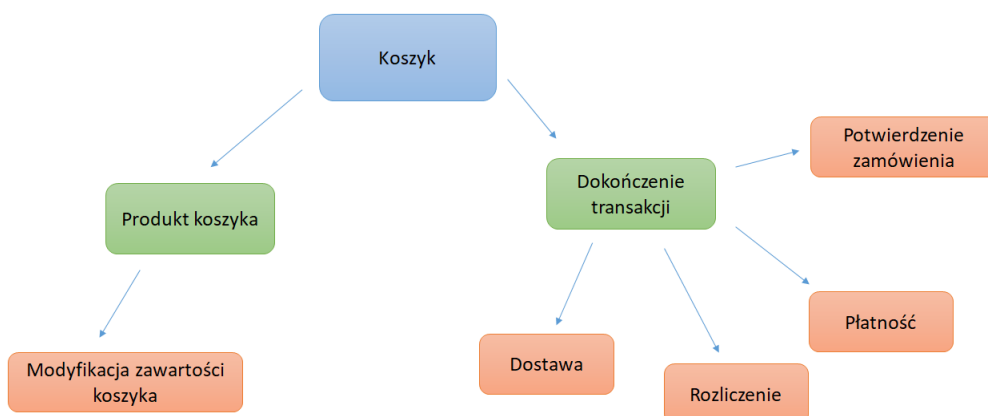 Koszyk
Potwierdzenie
zamówienia
Dokończenie
transakcji
Produkt koszyka
Płatność
Dostawa
Modyfikacja zawartości
koszyka
Rozliczenie